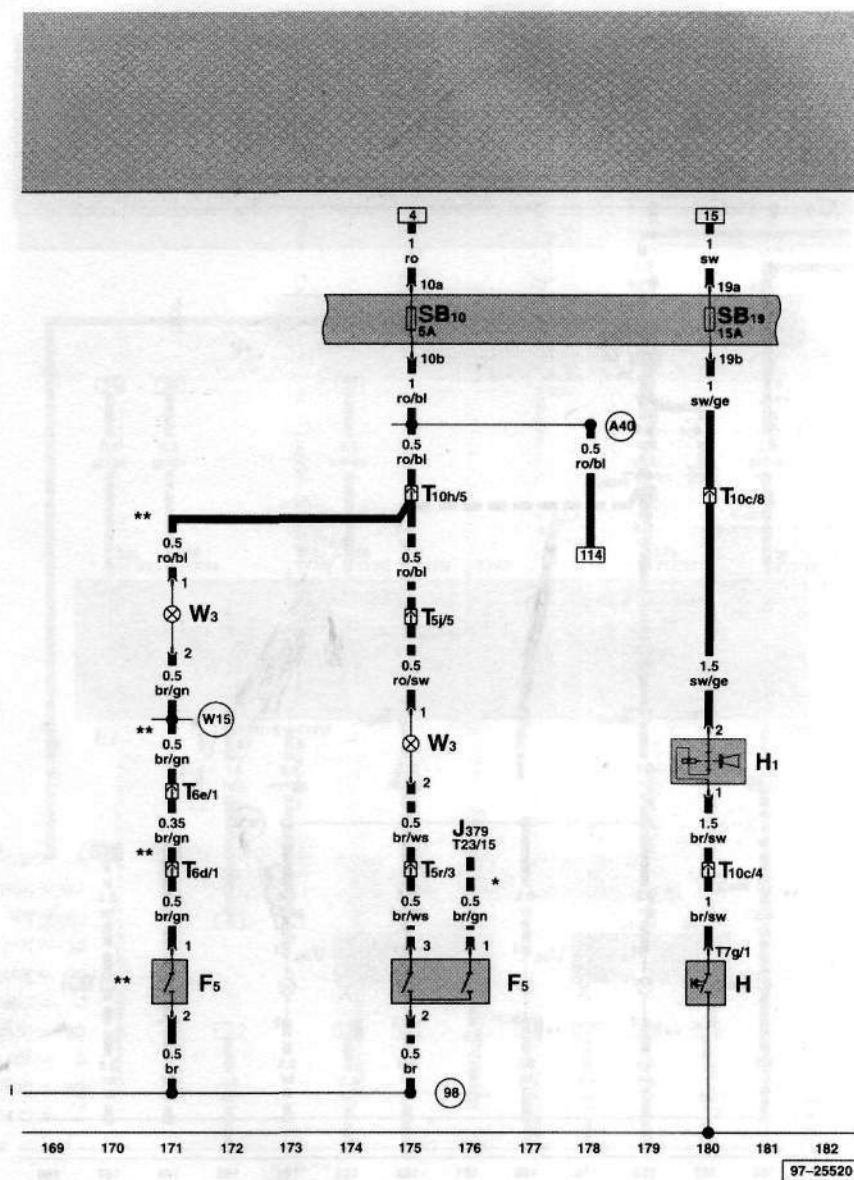 4 15
1 1
ro sw
10a 19a
SB10 SB19
5A 15A
10b 19b
1 1
ro/bl sw/ge
A40
0.5 0.5
ro/bl ro/bl
T10h/5 T10c/8
**
0.5 0.5 114
ro/bl ro/bl
1
W3 T5j/5
2 0.5 1.5
0.5 ro/sw sw/ge
br/gn 1 2
W15
** W3 H1
0.5 2 1
br/gn
T6e/1 0.5 J379 1.5
0.35 br/ws T23/15 br/sw
br/gn
** T6d/1 T5r/3 * T10c/4
0.5 0.5 0.5 1
br/gn br/ws br/gn br/sw
1 3 1 T7g/1
** F5 F5 H
2 2
0.5 0.5
br br
i 98
169 170 171 172 173 174 175 176 177 178 179 180 181 182
97-25520